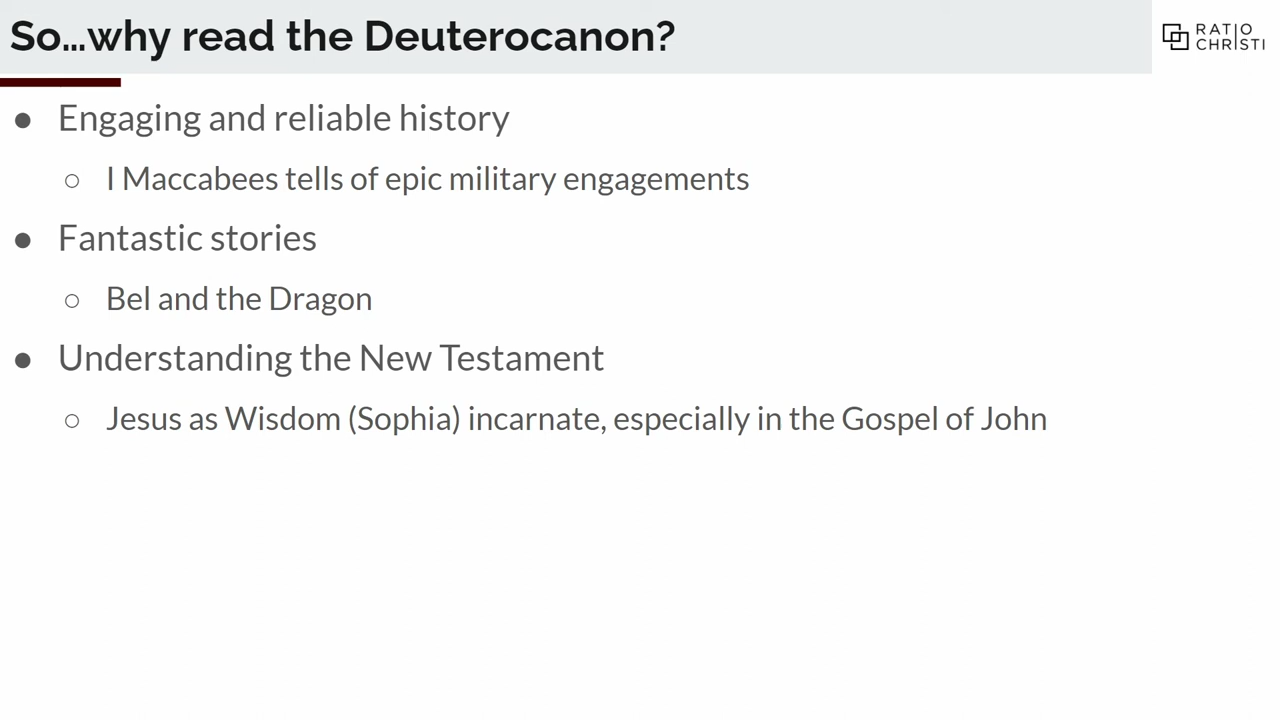 So...why read the Deuterocanon?
RATIO
CHRISTI
● Engaging and reliable history
○ I Maccabees tells of epic military engagements
● Fantastic stories
○ Bel and the Dragon
● Understanding the New Testament
○ Jesus as Wisdom (Sophia) incarnate, especially in the Gospel of John